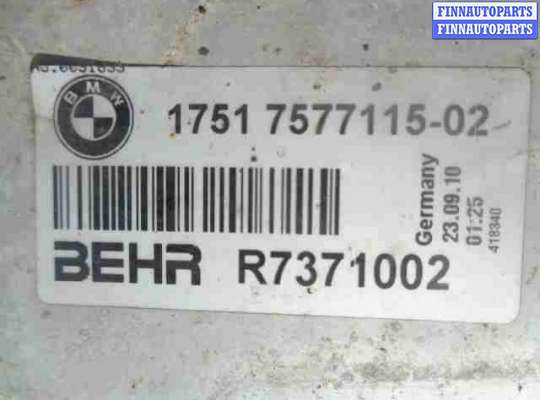 FINNAUTOPARTS
FINNAUTOPARTS
BMW
1751 7577115-02
BEHR R7371002
Germany
23.09.10
01:25
418340